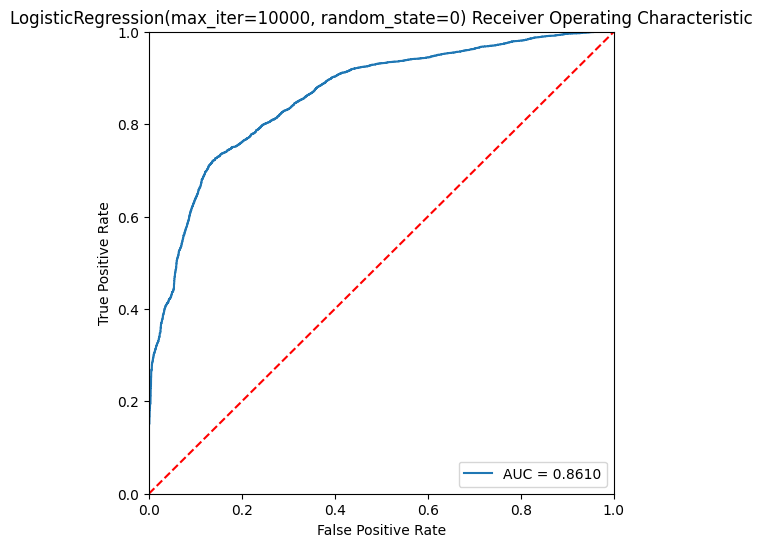 LogisticRegression(max_iter=10000, random_state=0) Receiver Operating Characteristic
1.0
0.8
0.6
0.4
0.2
0.0
True Positive Rate
AUC = 0.8610
0.0 0.2 0.4 0.6 0.8 1.0
False Positive Rate